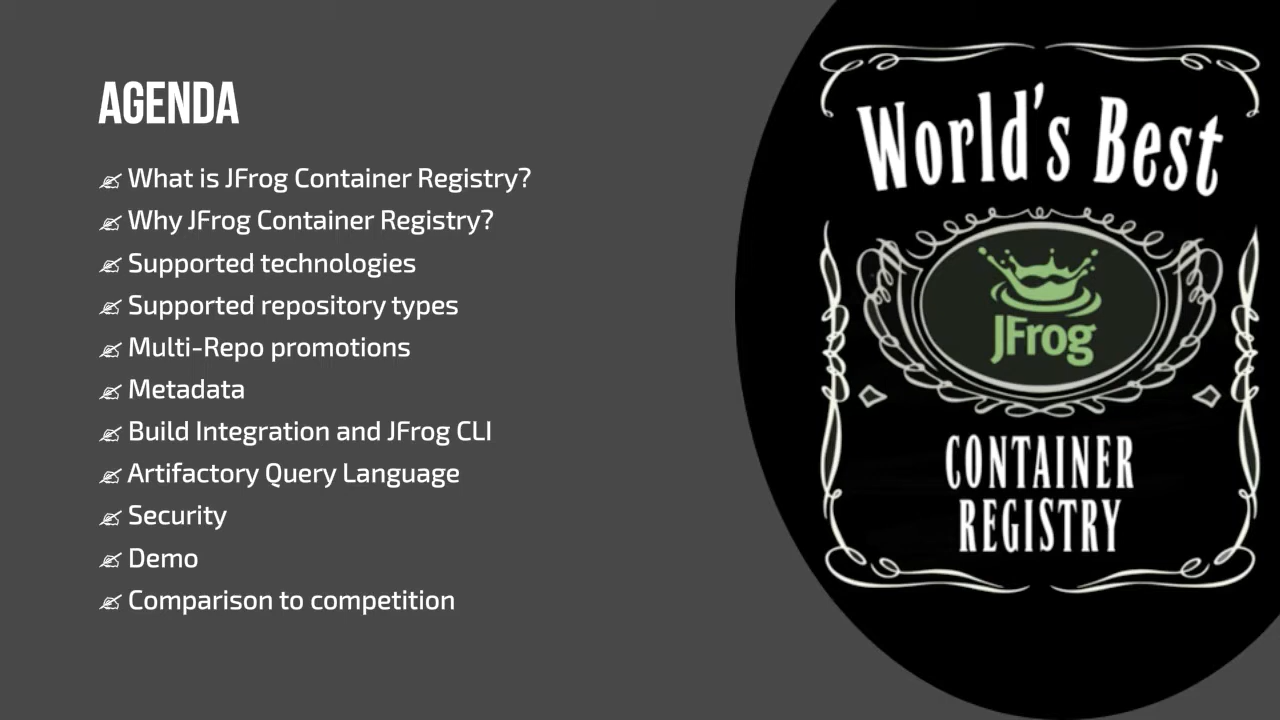 AGENDA
What is JFrog Container Registry?
Why JFrog Container Registry?
Supported technologies
Supported repository types
Multi-Repo promotions
Metadata
Build Integration and JFrog CLI
Artifactory Query Language
Security
Demo
Comparison to competition
World's Best
JFrog
CONTAINER
REGISTRY